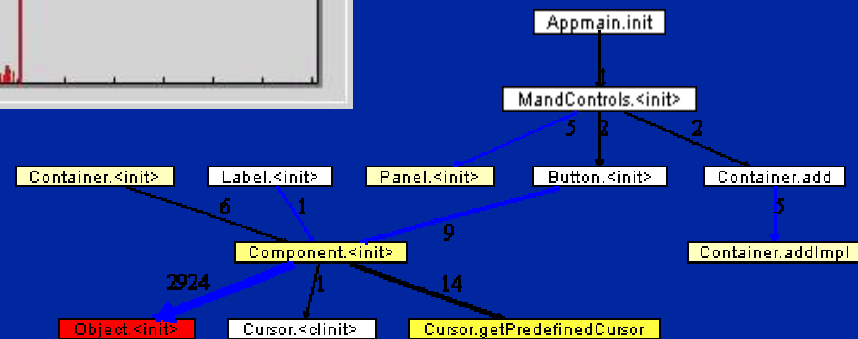 Appmain.init
1
MandControls.<init>
5 2 2
Container.<init> Label.<init> Panel.<init> Button.<init> Container.add
6 1 9 5
Component.<init> Container.addImpl
2924 1 14
Object.<init> Cursor.<clinit> Cursor.getPredefinedCursor